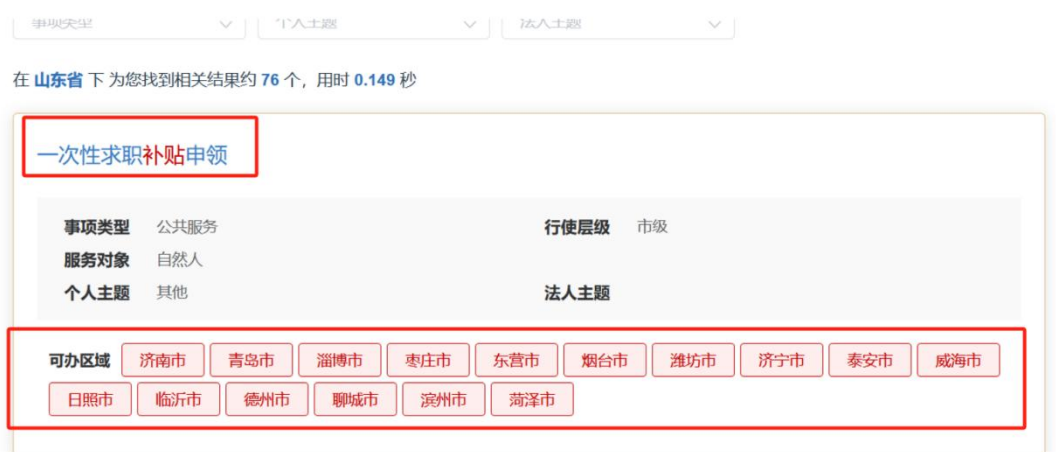 事项类型 个人主题 法人主题
在 山东省 下 为您找到相关结果约 76 个，用时 0.149 秒
一次性求职补贴申领
事项类型 公共服务 行使层级 市级
服务对象 自然人
个人主题 其他 法人主题
可办区域 济南市 青岛市 淄博市 枣庄市 东营市 烟台市 潍坊市 济宁市 泰安市 威海市
日照市 临沂市 德州市 聊城市 滨州市 菏泽市